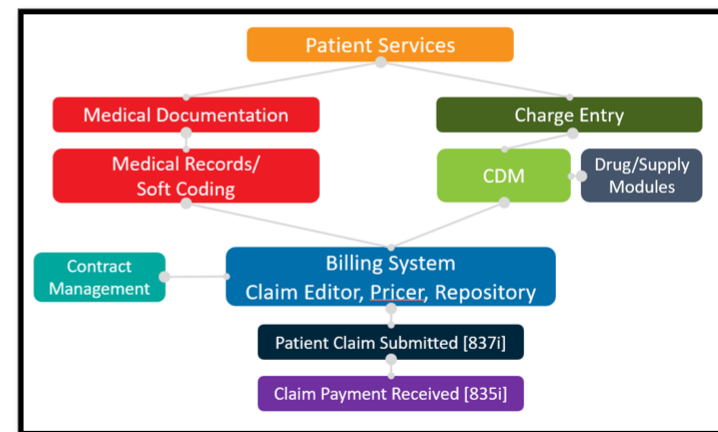 Patient Services
Medical Documentation
Charge Entry
Medical Records/
Soft Coding
CDM
Drug/Supply
Modules
Contract
Management
Billing System
Claim Editor, Pricer, Repository
Patient Claim Submitted [837i]
Claim Payment Received [835i]